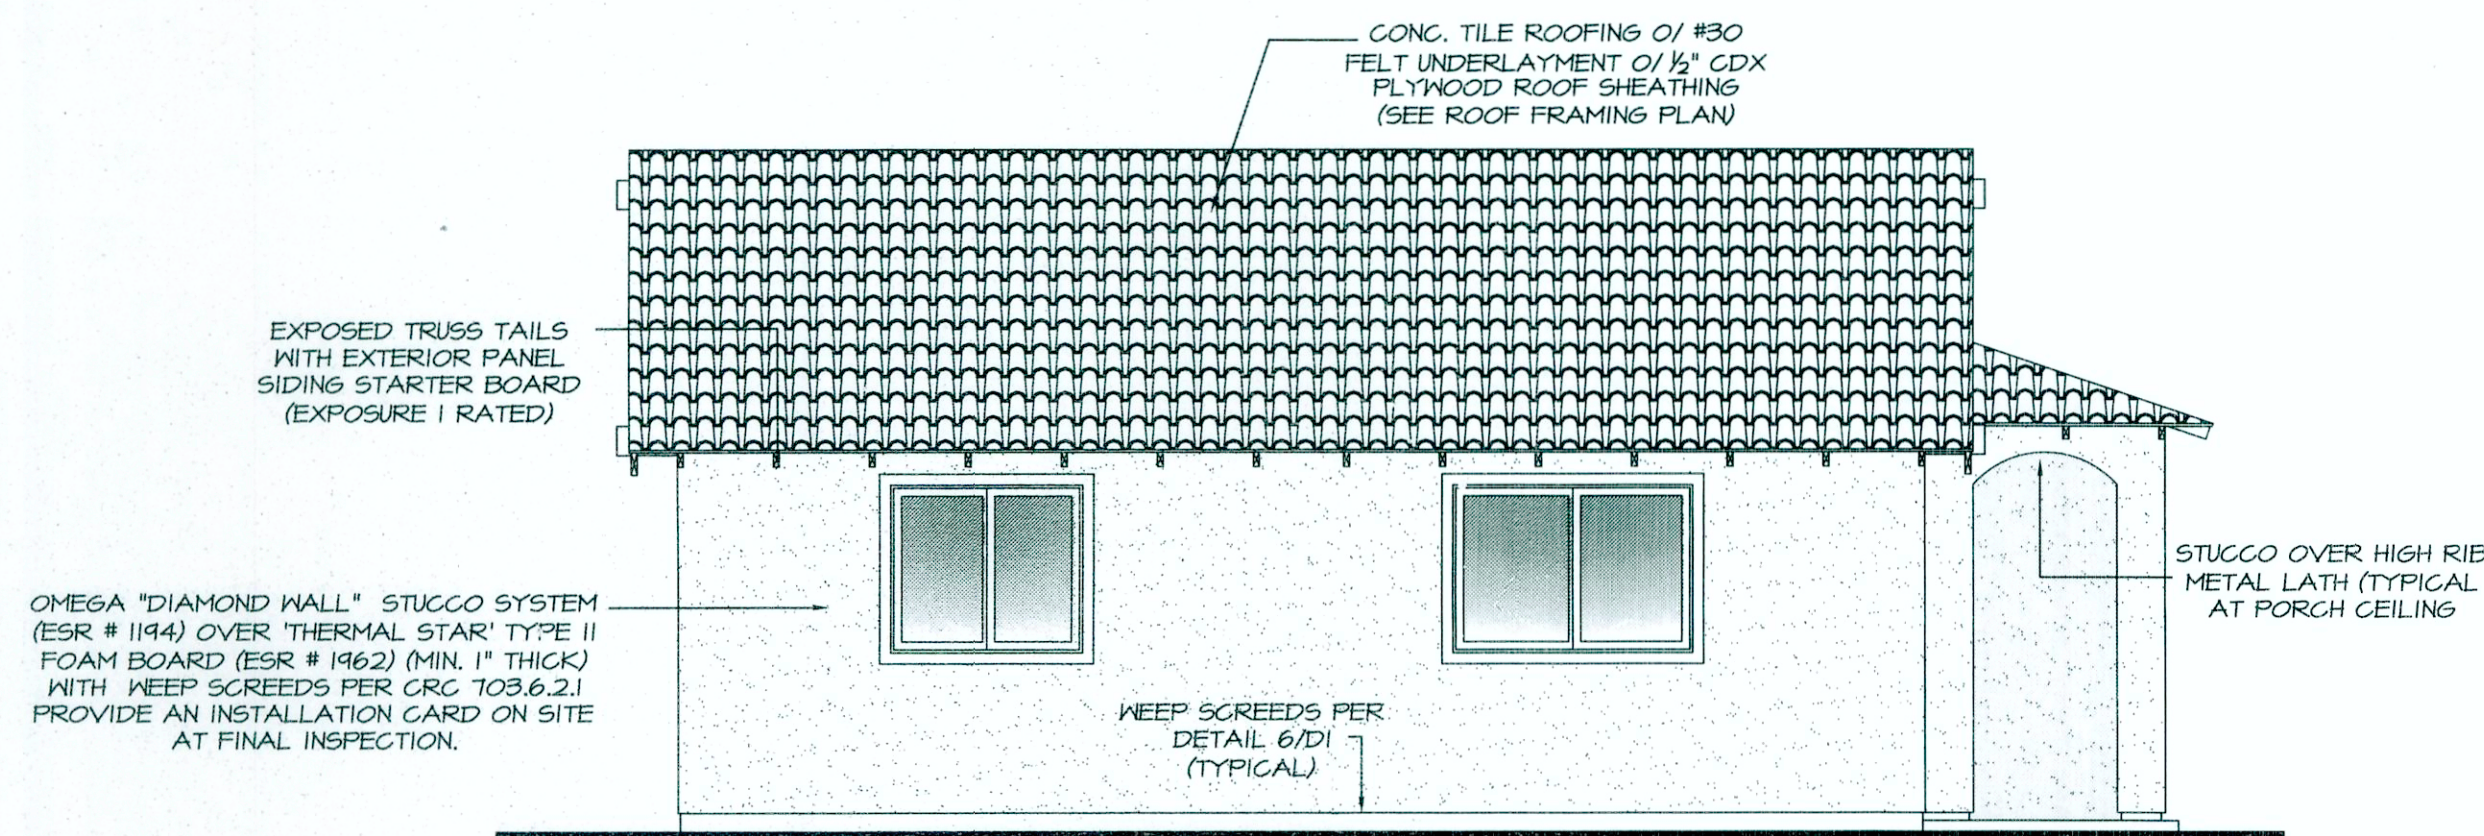 CONC. TILE ROOFING O/ #30
FELT UNDERLAYMENT O/ ½" CDX
PLYWOOD ROOF SHEATHING
(SEE ROOF FRAMING PLAN)
EXPOSED TRUSS TAILS
WITH EXTERIOR PANEL
SIDING STARTER BOARD
(EXPOSURE 1 RATED)
OMEGA "DIAMOND WALL" STUCCO SYSTEM
(ESR # 1194) OVER 'THERMAL STAR' TYPE II
FOAM BOARD (ESR # 1962) (MIN. 1" THICK)
WITH WEEP SCREEDS PER CRC 703.6.2.1
PROVIDE AN INSTALLATION CARD ON SITE
AT FINAL INSPECTION.
WEEP SCREEDS PER
DETAIL 6/D1
(TYPICAL)
STUCCO OVER HIGH RIB
METAL LATH (TYPICAL
AT PORCH CEILING